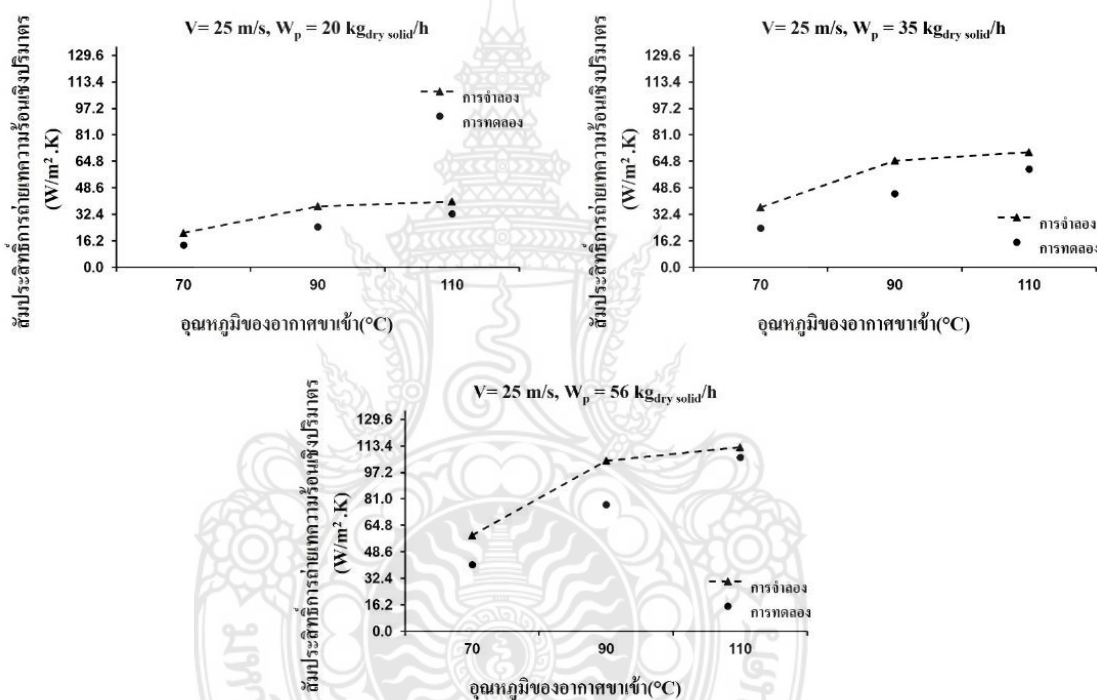 V= 25 m/s, Wp = 20 kgdry solid/h
สัมประสิทธิ์การถ่ายเทความร้อนเชิงปริมาตร
(W/m².K)
129.6
113.4
97.2
81.0
64.8
48.6
32.4
16.2
0.0
การจำลอง
การทดลอง
70 90 110
อุณหภูมิของอากาศขาเข้า(°C)
V= 25 m/s, Wp = 35 kgdry solid/h
สัมประสิทธิ์การถ่ายเทความร้อนเชิงปริมาตร
(W/m².K)
129.6
113.4
97.2
81.0
64.8
48.6
32.4
16.2
0.0
การจำลอง
การทดลอง
70 90 110
อุณหภูมิของอากาศขาเข้า(°C)
V= 25 m/s, Wp = 56 kgdry solid/h
สัมประสิทธิ์การถ่ายเทความร้อนเชิงปริมาตร
(W/m².K)
129.6
113.4
97.2
81.0
64.8
48.6
32.4
16.2
0.0
การจำลอง
การทดลอง
70 90 110
อุณหภูมิของอากาศขาเข้า(°C)